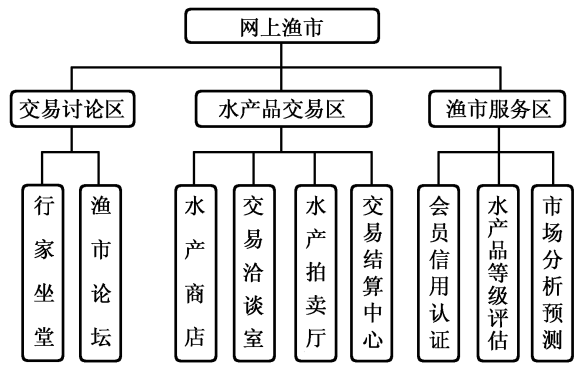 网上渔市
交易讨论区
水产品交易区
渔市服务区
行家坐堂
渔市论坛
水产商店
交易洽谈室
水产拍卖厅
交易结算中心
会员信用认证
水产品等级评估
市场分析预测